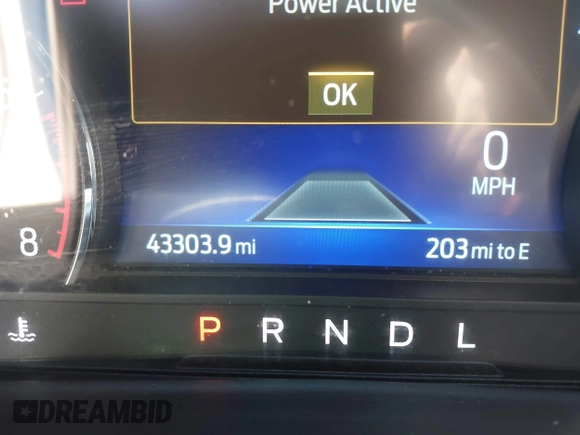 Power Active
OK
0
MPH
8
43303.9 mi
203 mi to E
P R N D L
DREAMBID